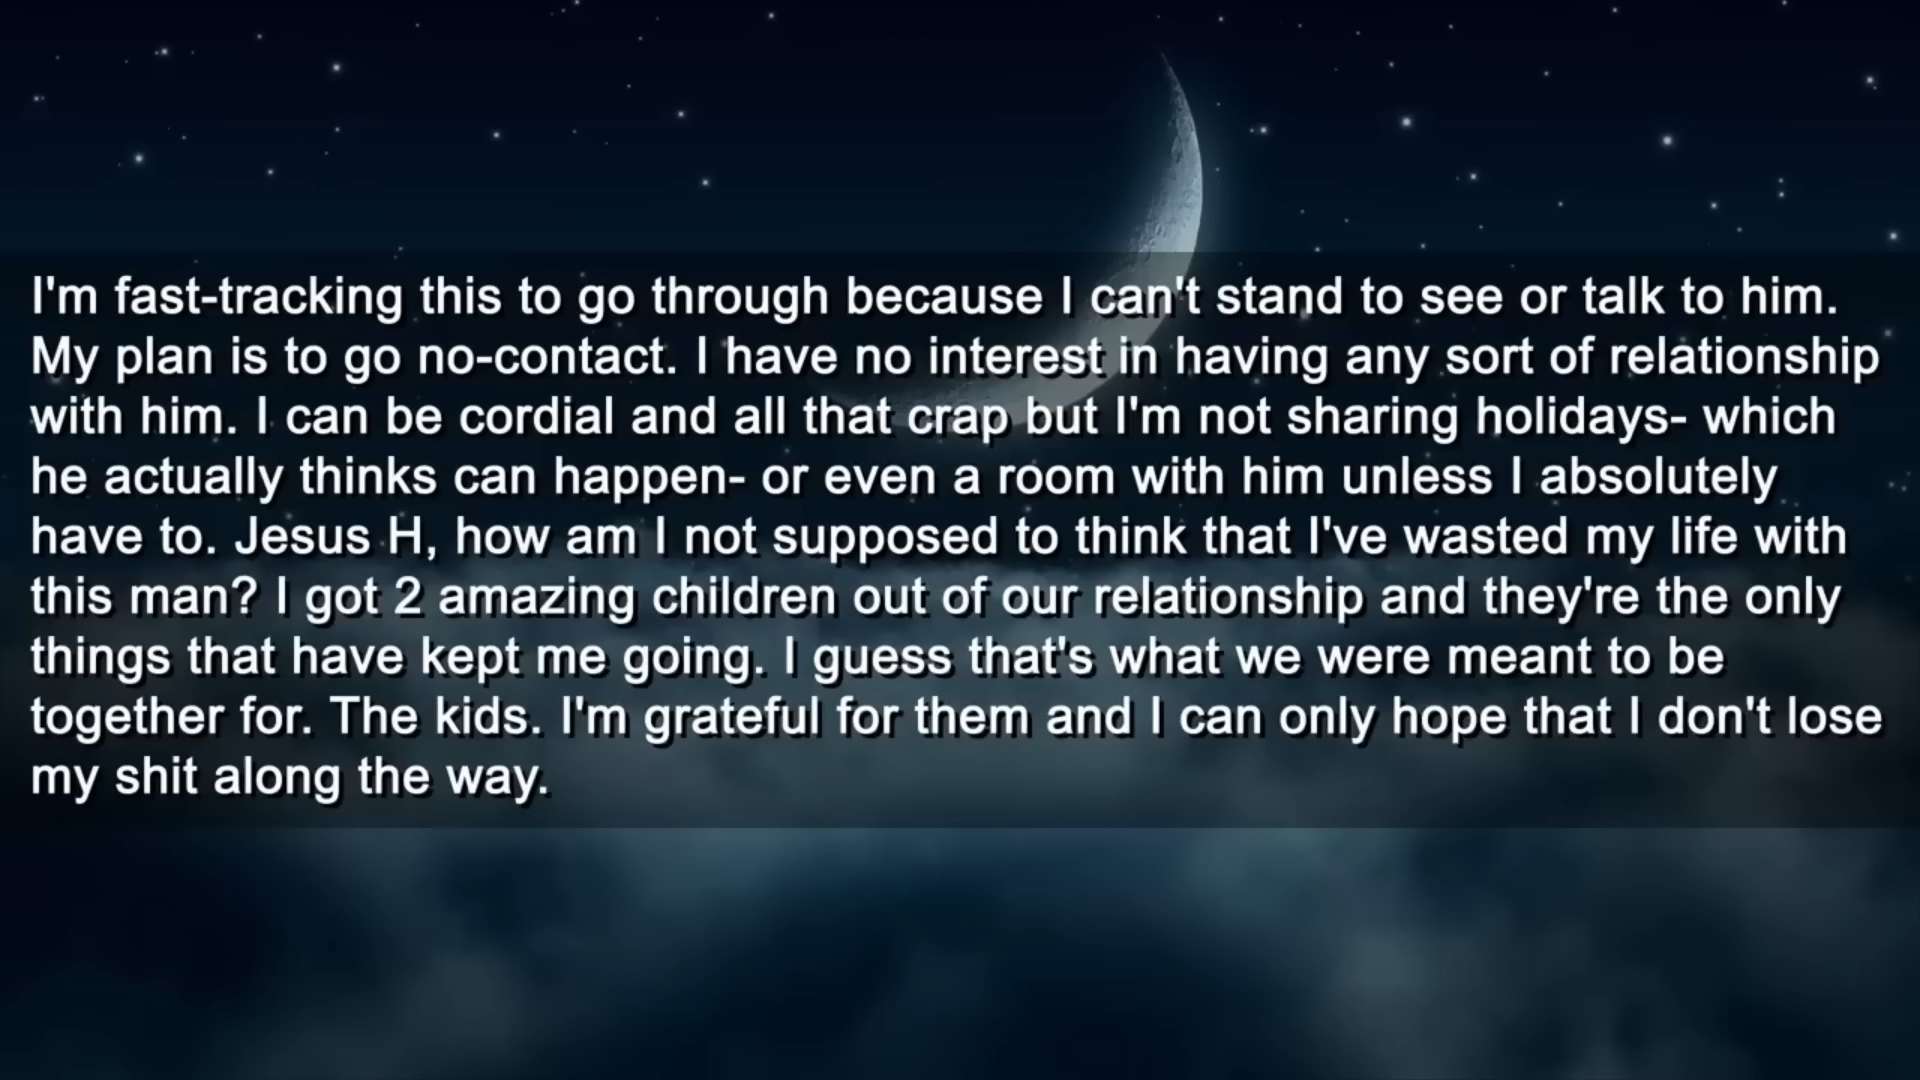 I'm fast-tracking this to go through because I can't stand to see or talk to him.
My plan is to go no-contact. I have no interest in having any sort of relationship
with him. I can be cordial and all that crap but I'm not sharing holidays- which
he actually thinks can happen- or even a room with him unless I absolutely
have to. Jesus H, how am I not supposed to think that I've wasted my life with
this man? I got 2 amazing children out of our relationship and they're the only
things that have kept me going. I guess that's what we were meant to be
together for. The kids. I'm grateful for them and I can only hope that I don't lose
my shit along the way.